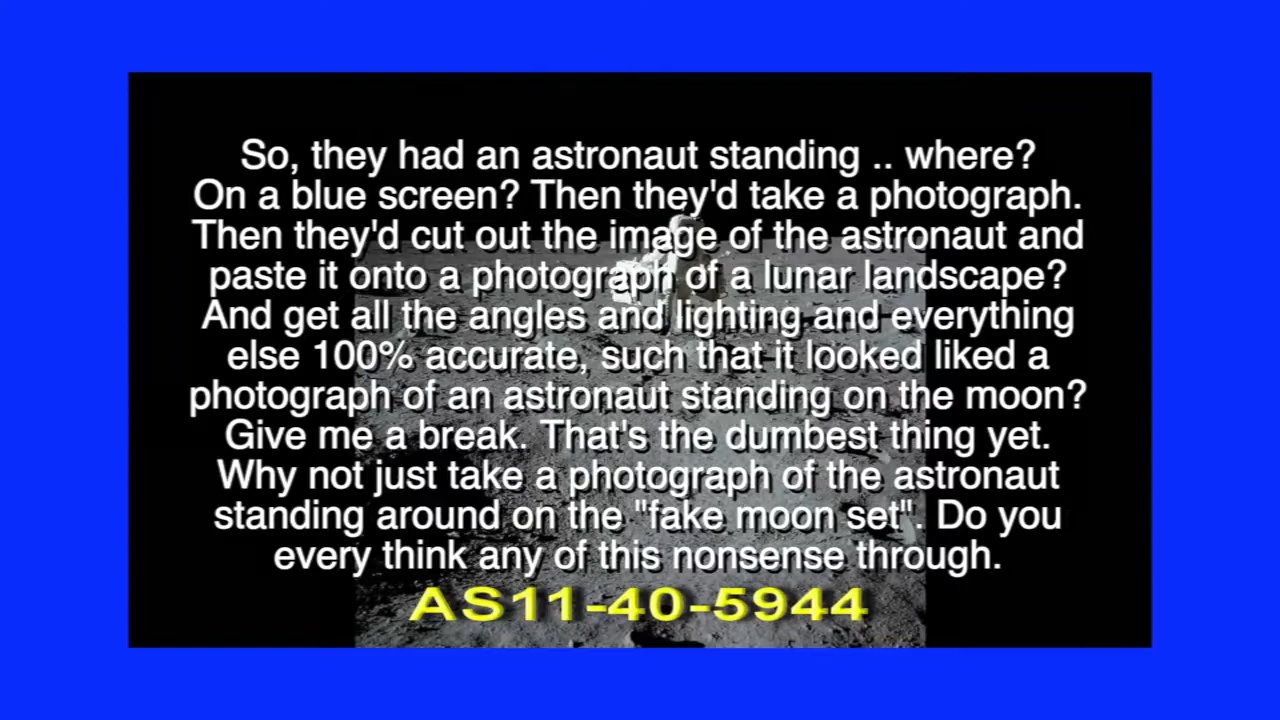 So, they had an astronaut standing .. where?
On a blue screen? Then they'd take a photograph.
Then they'd cut out the image of the astronaut and
paste it onto a photograph of a lunar landscape?
And get all the angles and lighting and everything
else 100% accurate, such that it looked liked a
photograph of an astronaut standing on the moon?
Give me a break. That's the dumbest thing yet.
Why not just take a photograph of the astronaut
standing around on the "fake moon set". Do you
every think any of this nonsense through.
AS11-40-5944